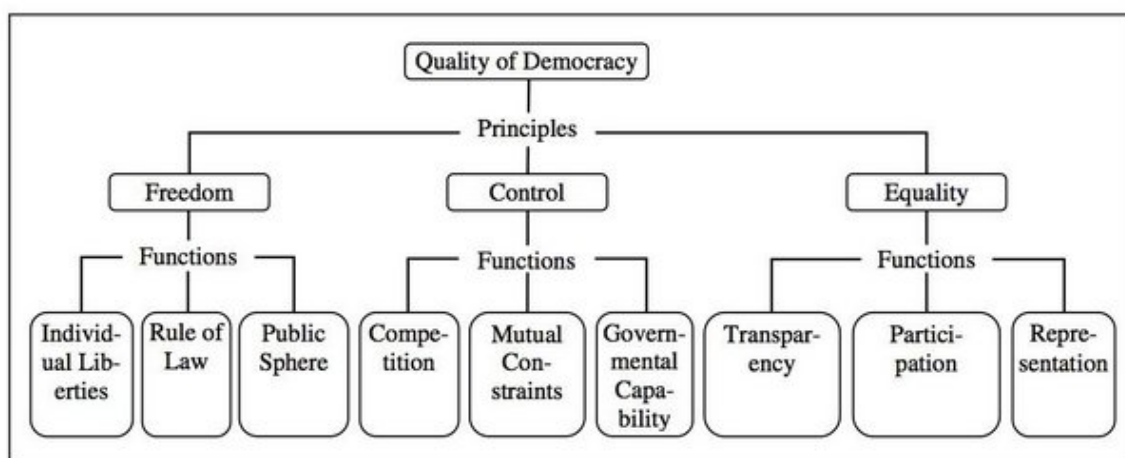 Quality of Democracy
Principles
Freedom
Control
Equality
Functions
Functions
Functions
Individ-
ual Lib-
erties
Rule of
Law
Public
Sphere
Compe-
tition
Mutual
Con-
straints
Govern-
mental
Capa-
bility
Transpar-
ency
Partici-
pation
Repre-
sentation